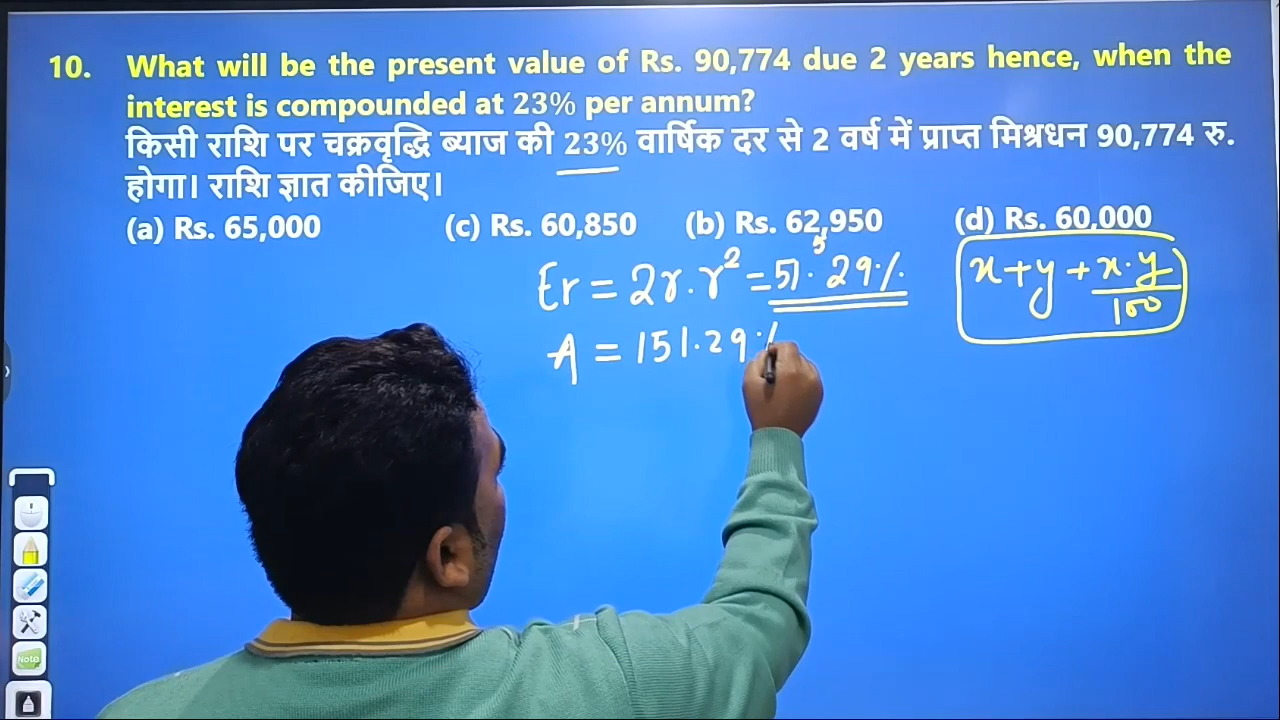 10. What will be the present value of Rs. 90,774 due 2 years hence, when the
interest is compounded at 23% per annum?
किसी राशि पर चक्रवृद्धि ब्याज की 23% वार्षिक दर से 2 वर्ष में प्राप्त मिश्रधन 90,774 रु.
होगा। राशि ज्ञात कीजिए।
(a) Rs. 65,000 (c) Rs. 60,850 (b) Rs. 62,950 (d) Rs. 60,000
Er = 2r.r² = 51.29%
5
x+y+x.y/100
A = 151.29%
Note